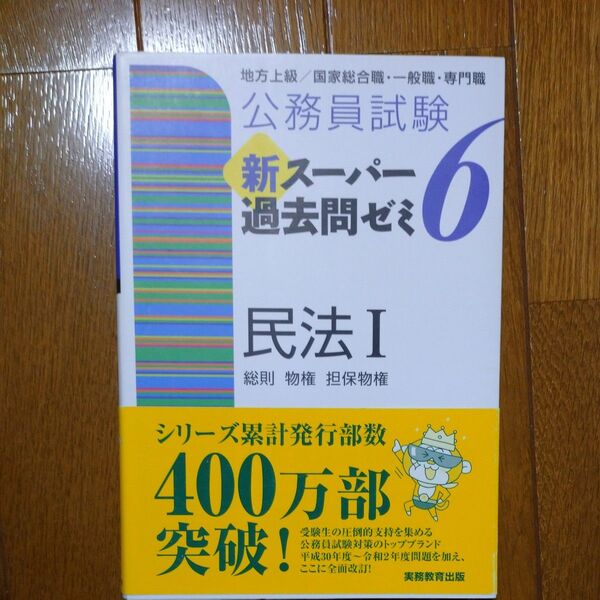 地方上級／国家総合職・一般職・専門職
公務員試験
新スーパー
過去問ゼミ6
民法Ⅰ
総則 物権 担保物権
シリーズ累計発行部数
400万部
突破！
受験生の圧倒的支持を集める
公務員試験対策のトップブランド
平成30年度～令和2年度問題を加え、
ここに全面改訂！
実務教育出版